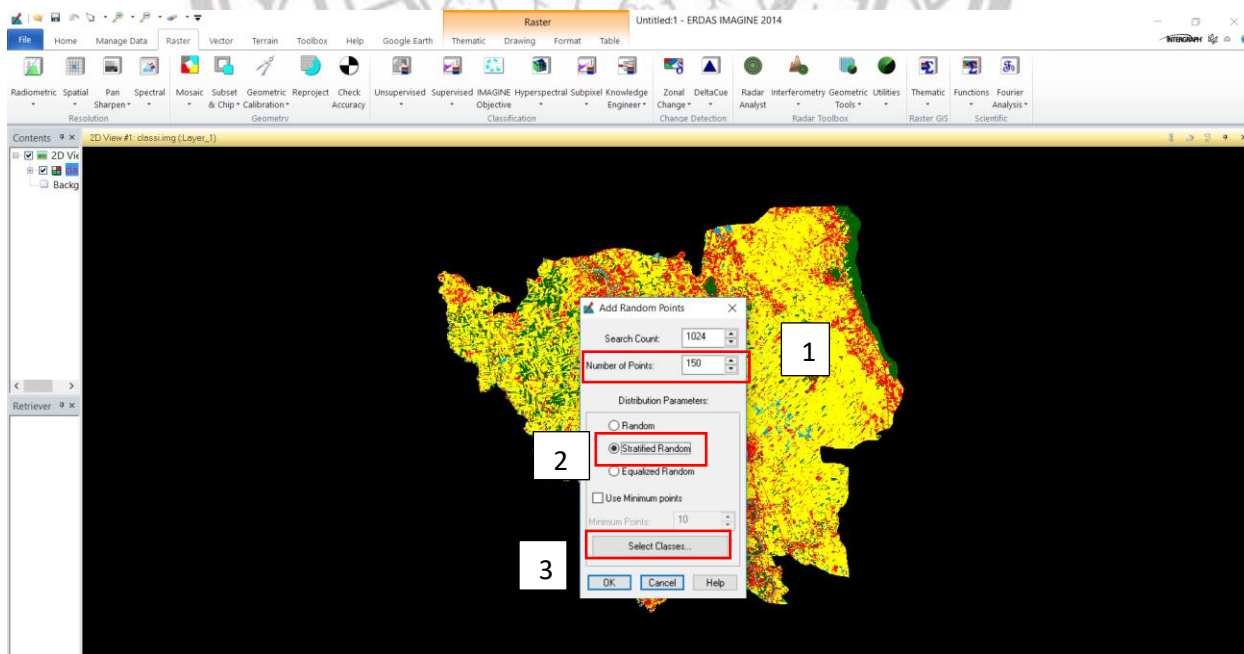 Raster
Untitled:1 - ERDAS IMAGINE 2014
File Home Manage Data Raster Vector Terrain Toolbox Help Google Earth Thematic Drawing Format Table
INTERGRAPH
Radiometric Spatial Pan Sharpen Spectral Mosaic Subset & Chip Geometric Calibration Reproject Check Accuracy Unsupervised Supervised IMAGINE Objective Hyperspectral Subpixel Knowledge Engineer Zonal Change DeltaCue Radar Analyst Interferometry Geometric Tools Utilities Thematic Functions Fourier Analysis
Resolution Geometry Classification Change Detection Radar Toolbox Raster GIS Scientific
Contents
2D View #1: classi.img (:Layer_1)
2D Vie
cla
Backg
Retriever
Add Random Points
Search Count: 1024
Number of Points: 150
1
Distribution Parameters:
Random
Stratified Random
2
Equalized Random
Use Minimum points
Minimum Points: 10
Select Classes...
3
OK Cancel Help